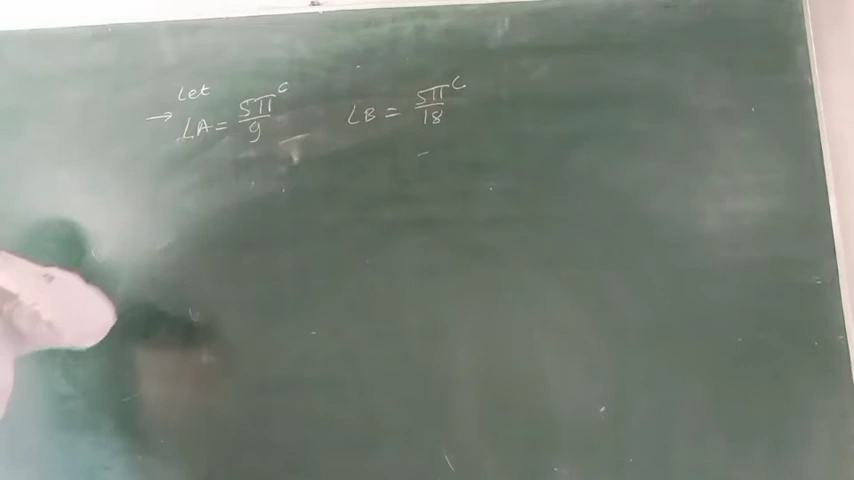 Let
→ ∠A = 5π/9 ᶜ ∠B = 5π/18 ᶜ